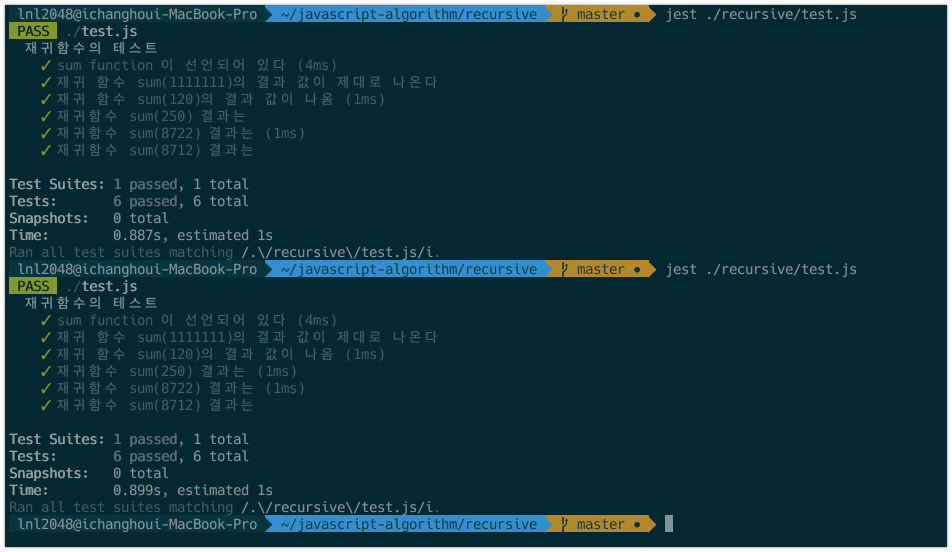 lnl2048@ichanghoui-MacBook-Pro ~/javascript-algorithm/recursive master ● jest ./recursive/test.js
PASS ./test.js
재귀함수의 테스트
✓ sum function 이 선언되어 있다 (4ms)
✓ 재귀 함수 sum(1111111)의 결과 값이 제대로 나온다
✓ 재귀 함수 sum(120)의 결과 값이 나옴 (1ms)
✓ 재귀함수 sum(250) 결과는
✓ 재귀함수 sum(8722) 결과는 (1ms)
✓ 재귀함수 sum(8712) 결과는
Test Suites: 1 passed, 1 total
Tests: 6 passed, 6 total
Snapshots: 0 total
Time: 0.887s, estimated 1s
Ran all test suites matching /.\/recursive\/test.js/i.
lnl2048@ichanghoui-MacBook-Pro ~/javascript-algorithm/recursive master ● jest ./recursive/test.js
PASS ./test.js
재귀함수의 테스트
✓ sum function 이 선언되어 있다 (4ms)
✓ 재귀 함수 sum(1111111)의 결과 값이 제대로 나온다
✓ 재귀 함수 sum(120)의 결과 값이 나옴 (1ms)
✓ 재귀함수 sum(250) 결과는 (1ms)
✓ 재귀함수 sum(8722) 결과는 (1ms)
✓ 재귀함수 sum(8712) 결과는
Test Suites: 1 passed, 1 total
Tests: 6 passed, 6 total
Snapshots: 0 total
Time: 0.899s, estimated 1s
Ran all test suites matching /.\/recursive\/test.js/i.
lnl2048@ichanghoui-MacBook-Pro ~/javascript-algorithm/recursive master ●